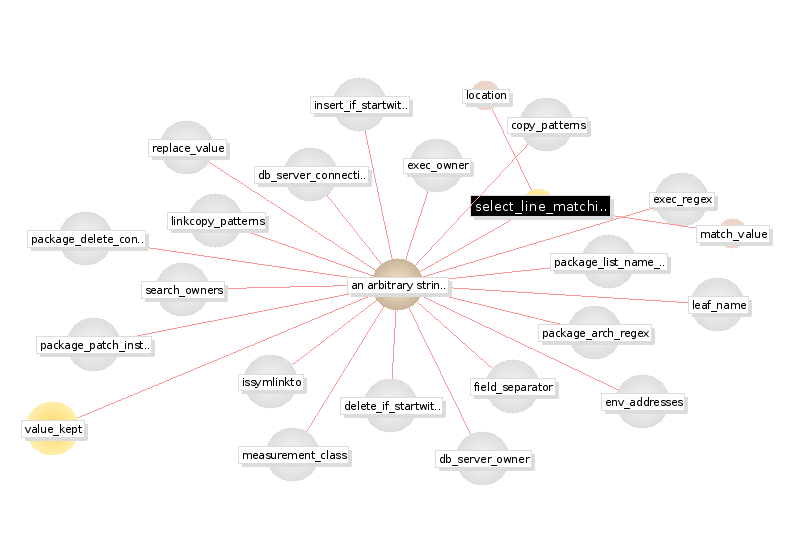 location
insert_if_startwit..
copy_patterns
replace_value
exec_owner
db_server_connecti..
exec_regex
select_line_matchi..
linkcopy_patterns
match_value
package_delete_con..
package_list_name_..
an arbitrary strin..
search_owners
leaf_name
package_arch_regex
package_patch_inst..
issymlinkto
field_separator
env_addresses
delete_if_startwit..
value_kept
measurement_class
db_server_owner